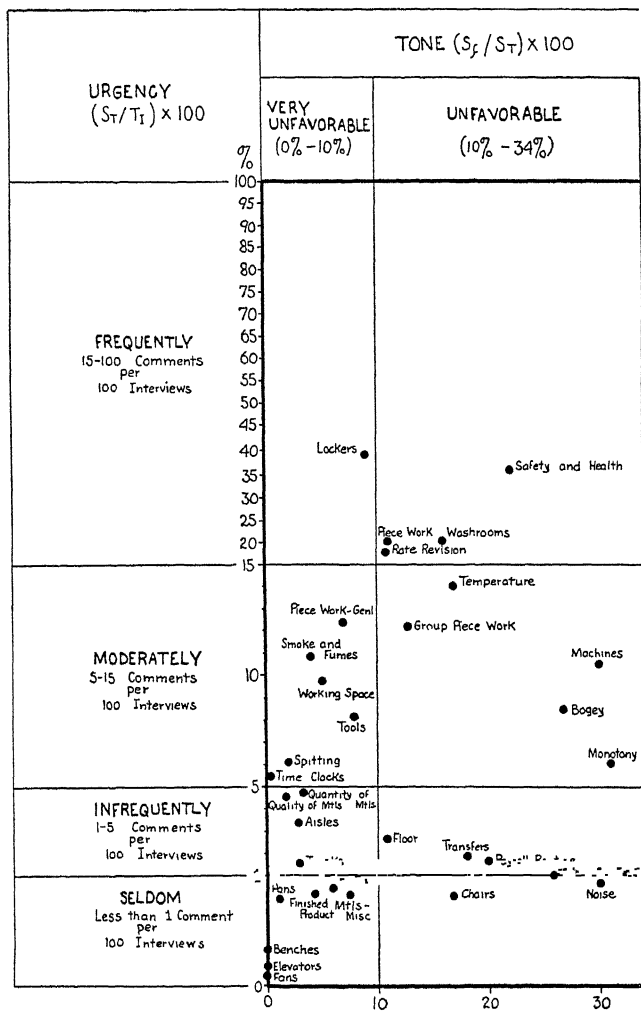 TONE (Sf/ST) x 100
URGENCY
(ST/TI) x 100
VERY
UNFAVORABLE
(0% -10%)
UNFAVORABLE
(10% -34%)
%
100
95
90
85
80
75
70
65
60
55
50
45
40
35
30
25
20
15
10
5
0
FREQUENTLY
15-100 Comments
per
100 Interviews
Lockers
Safety and Health
Piece Work
Washrooms
Rate Revision
MODERATELY
5-15 Comments
per
100 Interviews
Temperature
Piece Work-Genl
Group Piece Work
Smoke and
Fumes
Machines
Working Space
Bogey
Tools
Spitting
Monotony
Time Clocks
INFREQUENTLY
1-5 Comments
per
100 Interviews
Quantity of
Quality of Mtls Mtls
Aisles
Floor
Transfers
SELDOM
Less than 1 Comment
per
100 Interviews
Finished
Product
Mtls-
Misc
Chairs
Noise
Benches
Elevators
Fans
0 10 20 30